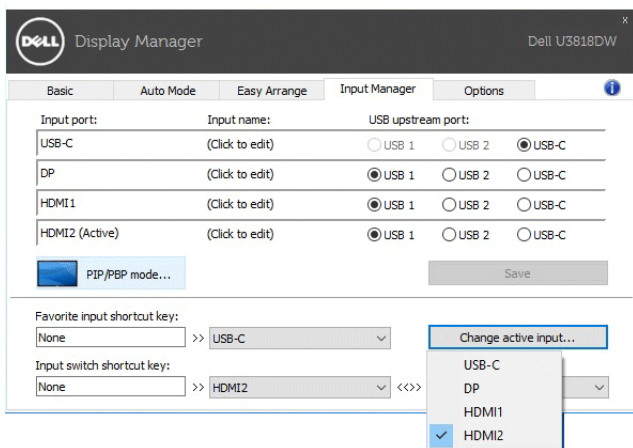 DELL Display Manager Dell U3818DW
x
Basic Auto Mode Easy Arrange Input Manager Options i
Input port: Input name: USB upstream port:
USB-C (Click to edit) USB 1 USB 2 USB-C
DP (Click to edit) USB 1 USB 2 USB-C
HDMI1 (Click to edit) USB 1 USB 2 USB-C
HDMI2 (Active) (Click to edit) USB 1 USB 2 USB-C
PIP/PBP mode... Save
Favorite input shortcut key:
None >> USB-C Change active input...
Input switch shortcut key:
None >> HDMI2 <<>>
USB-C
DP
HDMI1
HDMI2